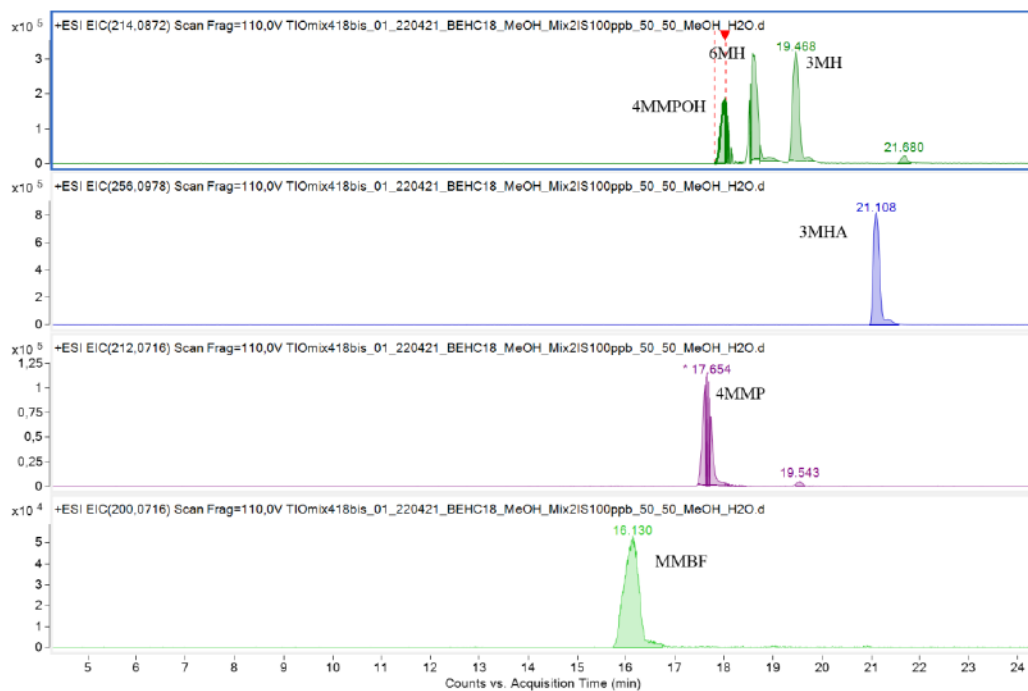 x10 5
+ESI EIC(214,0872) Scan Frag=110,0V TIOmix418bis_01_220421_BEHC18_MeOH_Mix2IS100ppb_50_50_MeOH_H2O.d
3
2
1
0
4MMPOH
6MH
19.468
3MH
21.680
+ESI EIC(256,0978) Scan Frag=110,0V TIOmix418bis_01_220421_BEHC18_MeOH_Mix2IS100ppb_50_50_MeOH_H2O.d
x10 5
8
6
4
2
0
3MHA
21.108
x10 5
+ESI EIC(212,0716) Scan Frag=110,0V TIOmix418bis_01_220421_BEHC18_MeOH_Mix2IS100ppb_50_50_MeOH_H2O.d
1,25
1
0,75
0,5
0,25
0
* 17.654
4MMP
19.543
x10 4
+ESI EIC(200,0716) Scan Frag=110,0V TIOmix418bis_01_220421_BEHC18_MeOH_Mix2IS100ppb_50_50_MeOH_H2O.d
5
4
3
2
1
0
16.130
MMBF
5 6 7 8 9 10 11 12 13 14 15 16 17 18 19 20 21 22 23 24
Counts vs. Acquisition Time (min)